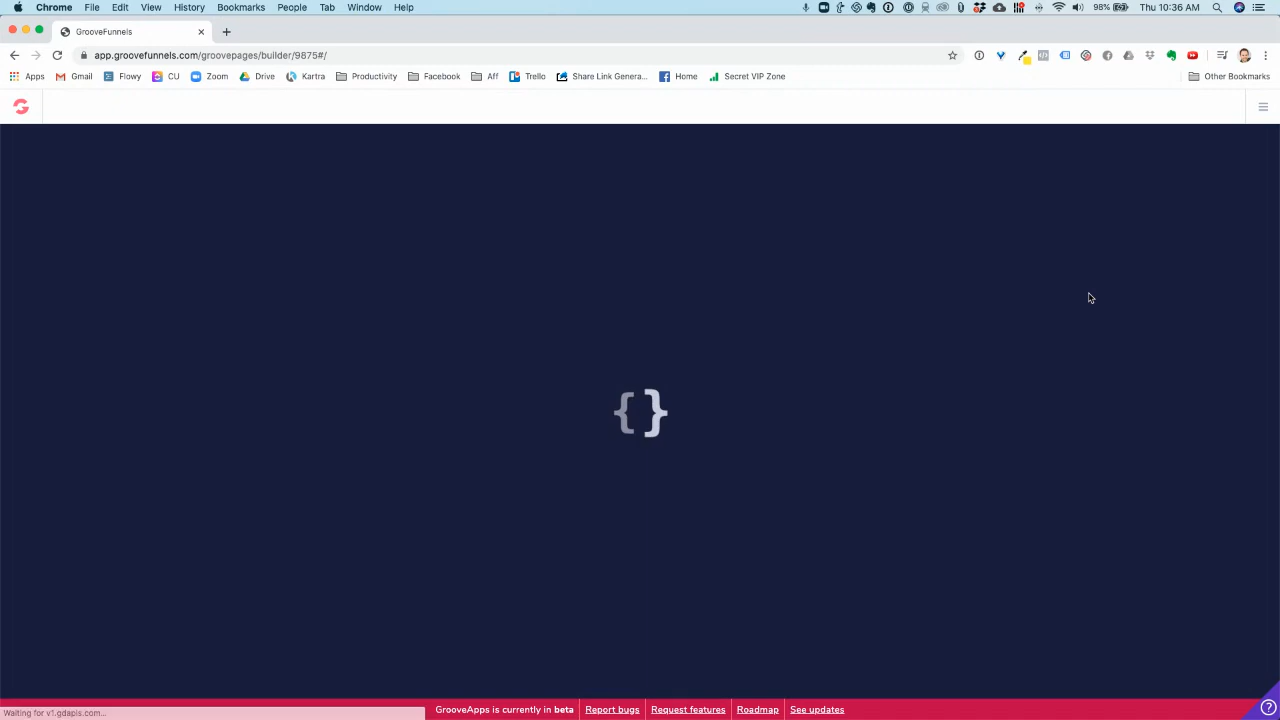 Chrome File Edit View History Bookmarks People Tab Window Help 98% Thu 10:36 AM
GrooveFunnels
app.groovefunnels.com/groovepages/builder/9875#/
Apps Gmail Flowy CU Zoom Drive Kartra Productivity Facebook Aff Trello Share Link Genera... Home Secret VIP Zone Other Bookmarks
{ }
Waiting for v1.gdapis.com...
GrooveApps is currently in beta Report bugs Request features Roadmap See updates ?